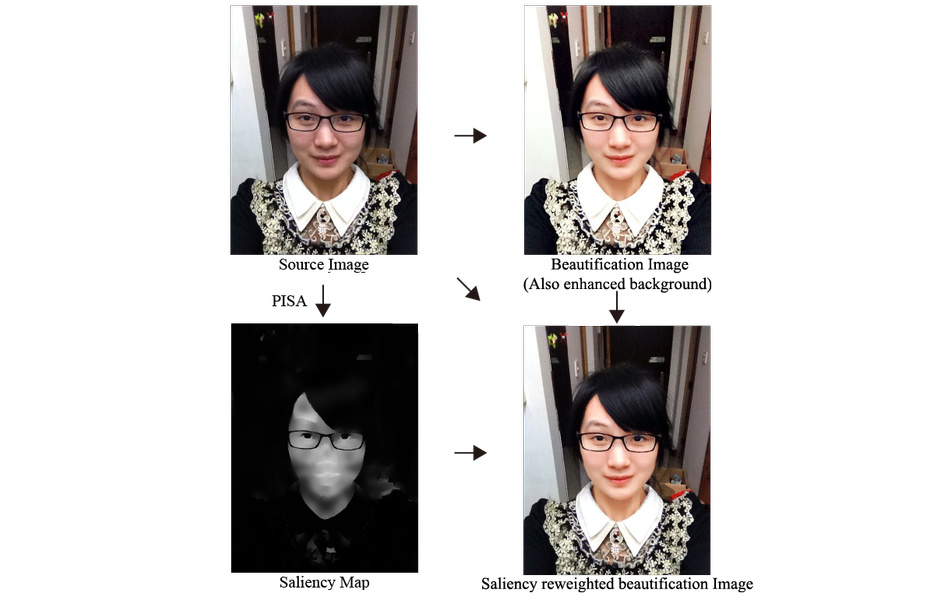 Source Image
Beautification Image
(Also enhanced background)
PISA
Saliency Map
Saliency reweighted beautification Image